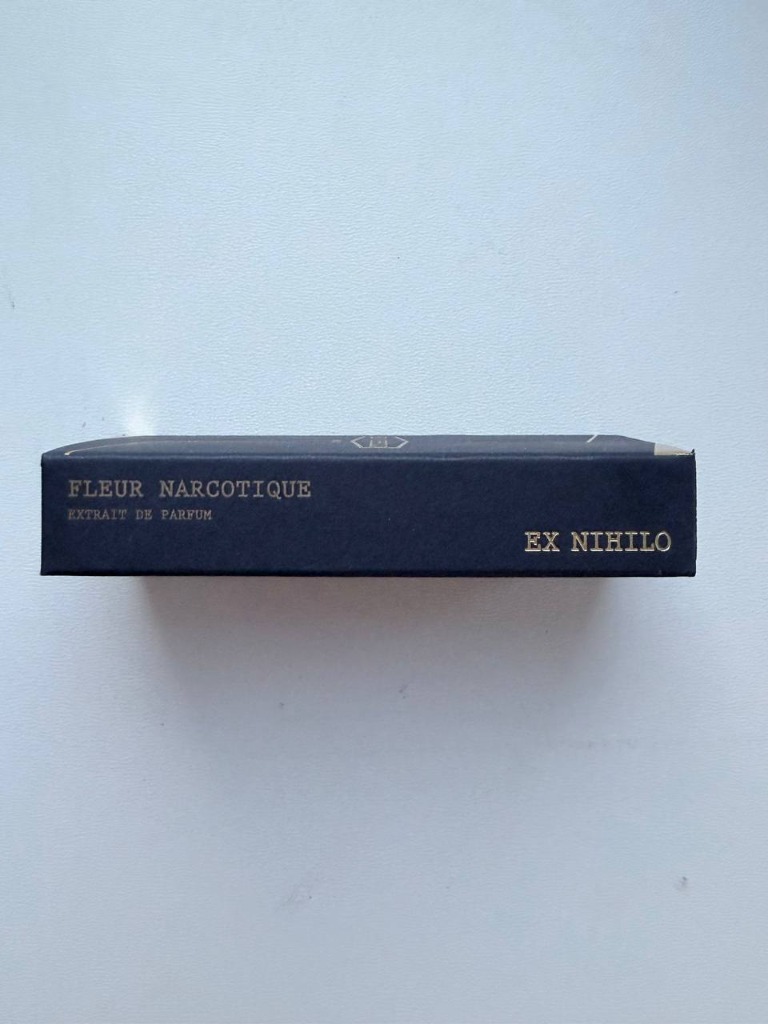 FLEUR NARCOTIQUE
EXTRAIT DE PARFUM
EX NIHILO